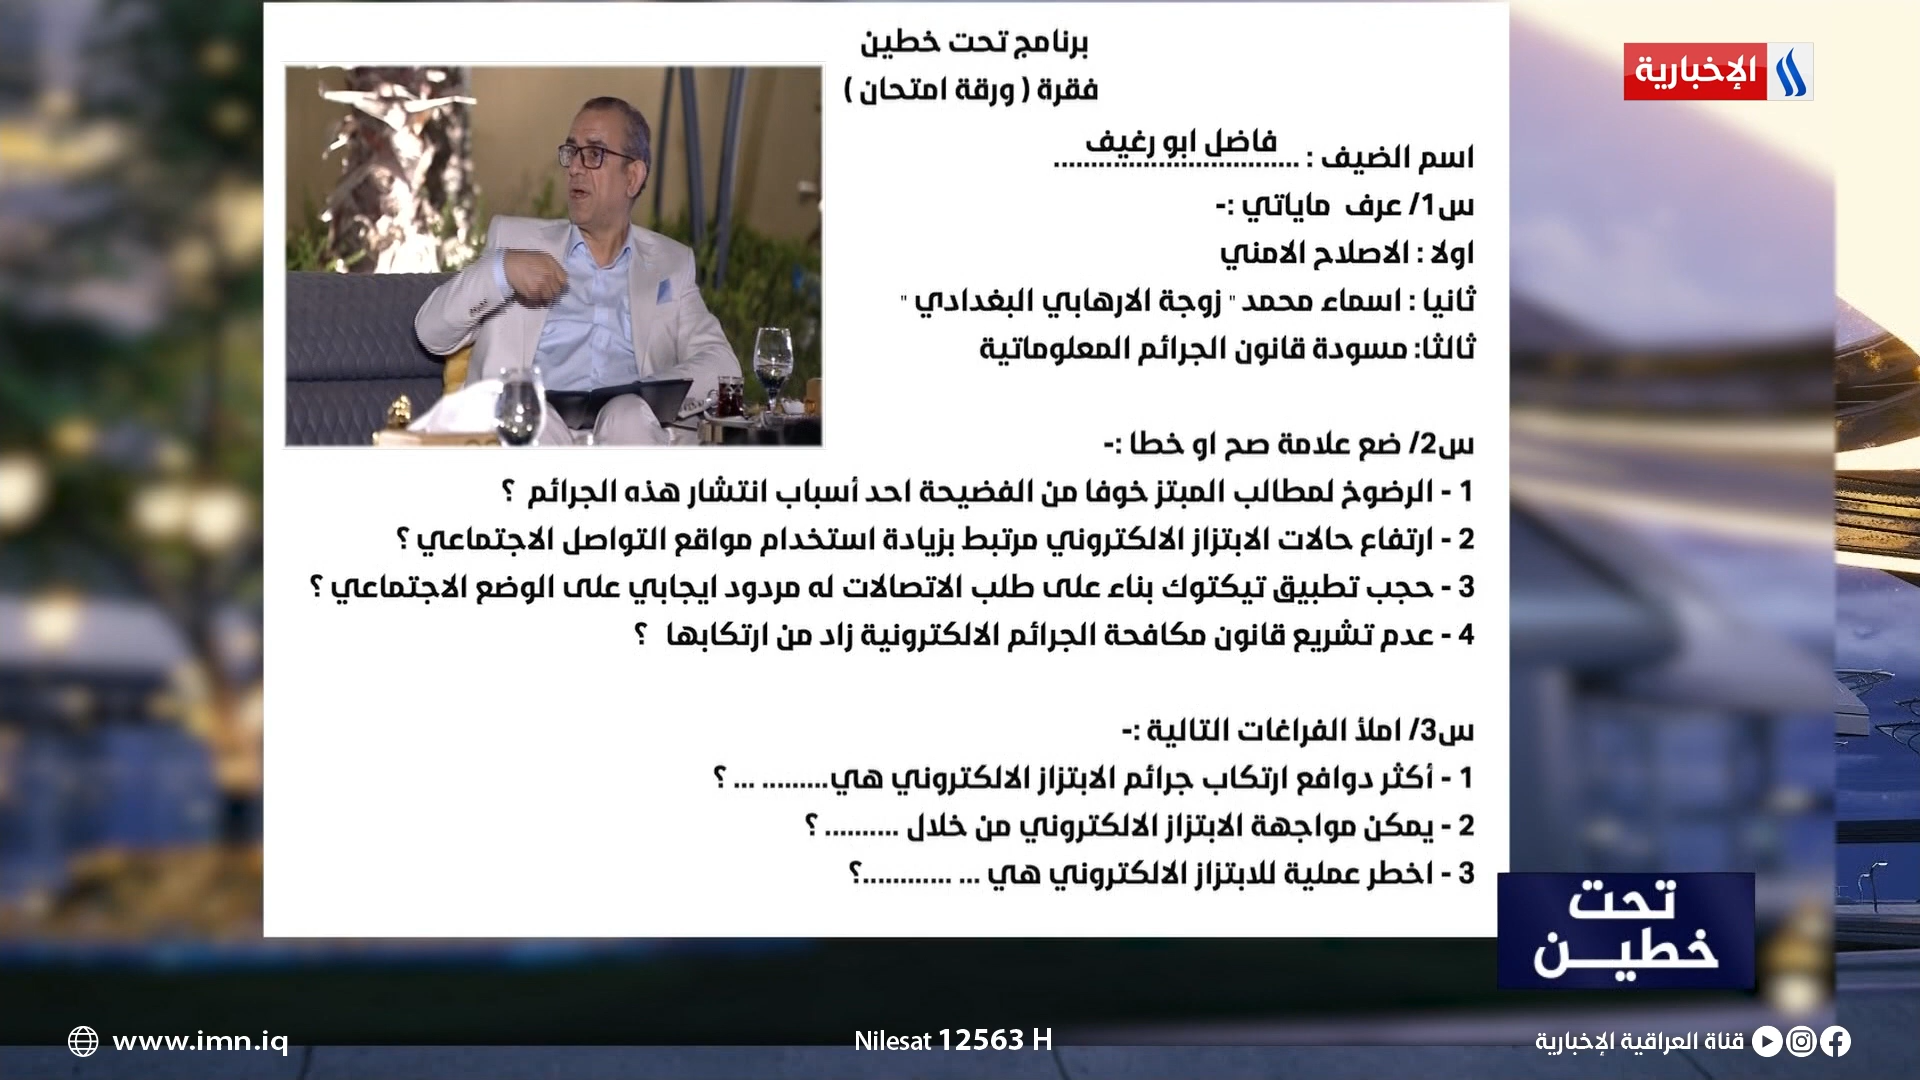 برنامج تحت خطين
فقرة ( ورقة امتحان )
الإخبارية
اسم الضيف : فاضل ابو رغيف
س1/ عرف ماياتي :-
اولا : الاصلاح الامني
ثانيا : اسماء محمد " زوجة الارهابي البغدادي "
ثالثا: مسودة قانون الجرائم المعلوماتية
س2/ ضع علامة صح او خطا :-
1 - الرضوخ لمطالب المبتز خوفا من الفضيحة احد أسباب انتشار هذه الجرائم ؟
2 - ارتفاع حالات الابتزاز الالكتروني مرتبط بزيادة استخدام مواقع التواصل الاجتماعي ؟
3 - حجب تطبيق تيكتوك بناء على طلب الاتصالات له مردود ايجابي على الوضع الاجتماعي ؟
4 - عدم تشريع قانون مكافحة الجرائم الالكترونية زاد من ارتكابها ؟
س3/ املأ الفراغات التالية :-
1 - أكثر دوافع ارتكاب جرائم الابتزاز الالكتروني هي......... ... ؟
2 - يمكن مواجهة الابتزاز الالكتروني من خلال .......... ؟
3 - اخطر عملية للابتزاز الالكتروني هي ... ............؟
تحت
خطين
www.imn.iq
Nilesat 12563 H
قناة العراقية الإخبارية